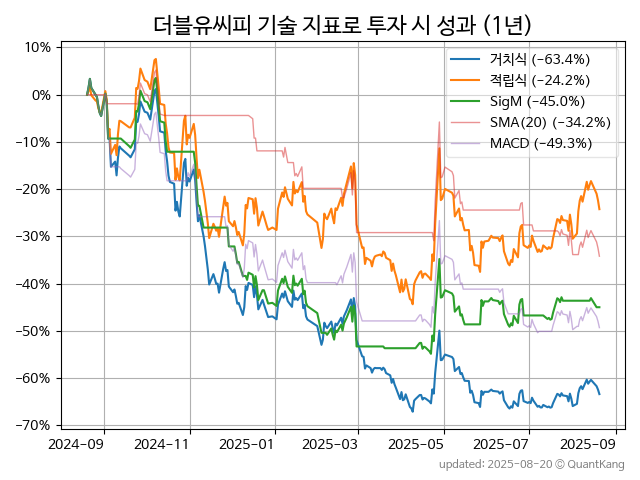 더블유씨피 기술 지표로 투자 시 성과 (1년)
10%
0%
−10%
−20%
−30%
−40%
−50%
−60%
−70%
거치식 (−63.4%)
적립식 (−24.2%)
SigM (−45.0%)
SMA(20) (−34.2%)
MACD (−49.3%)
2024-09 2024-11 2025-01 2025-03 2025-05 2025-07 2025-09
updated: 2025-08-20 © QuantKang